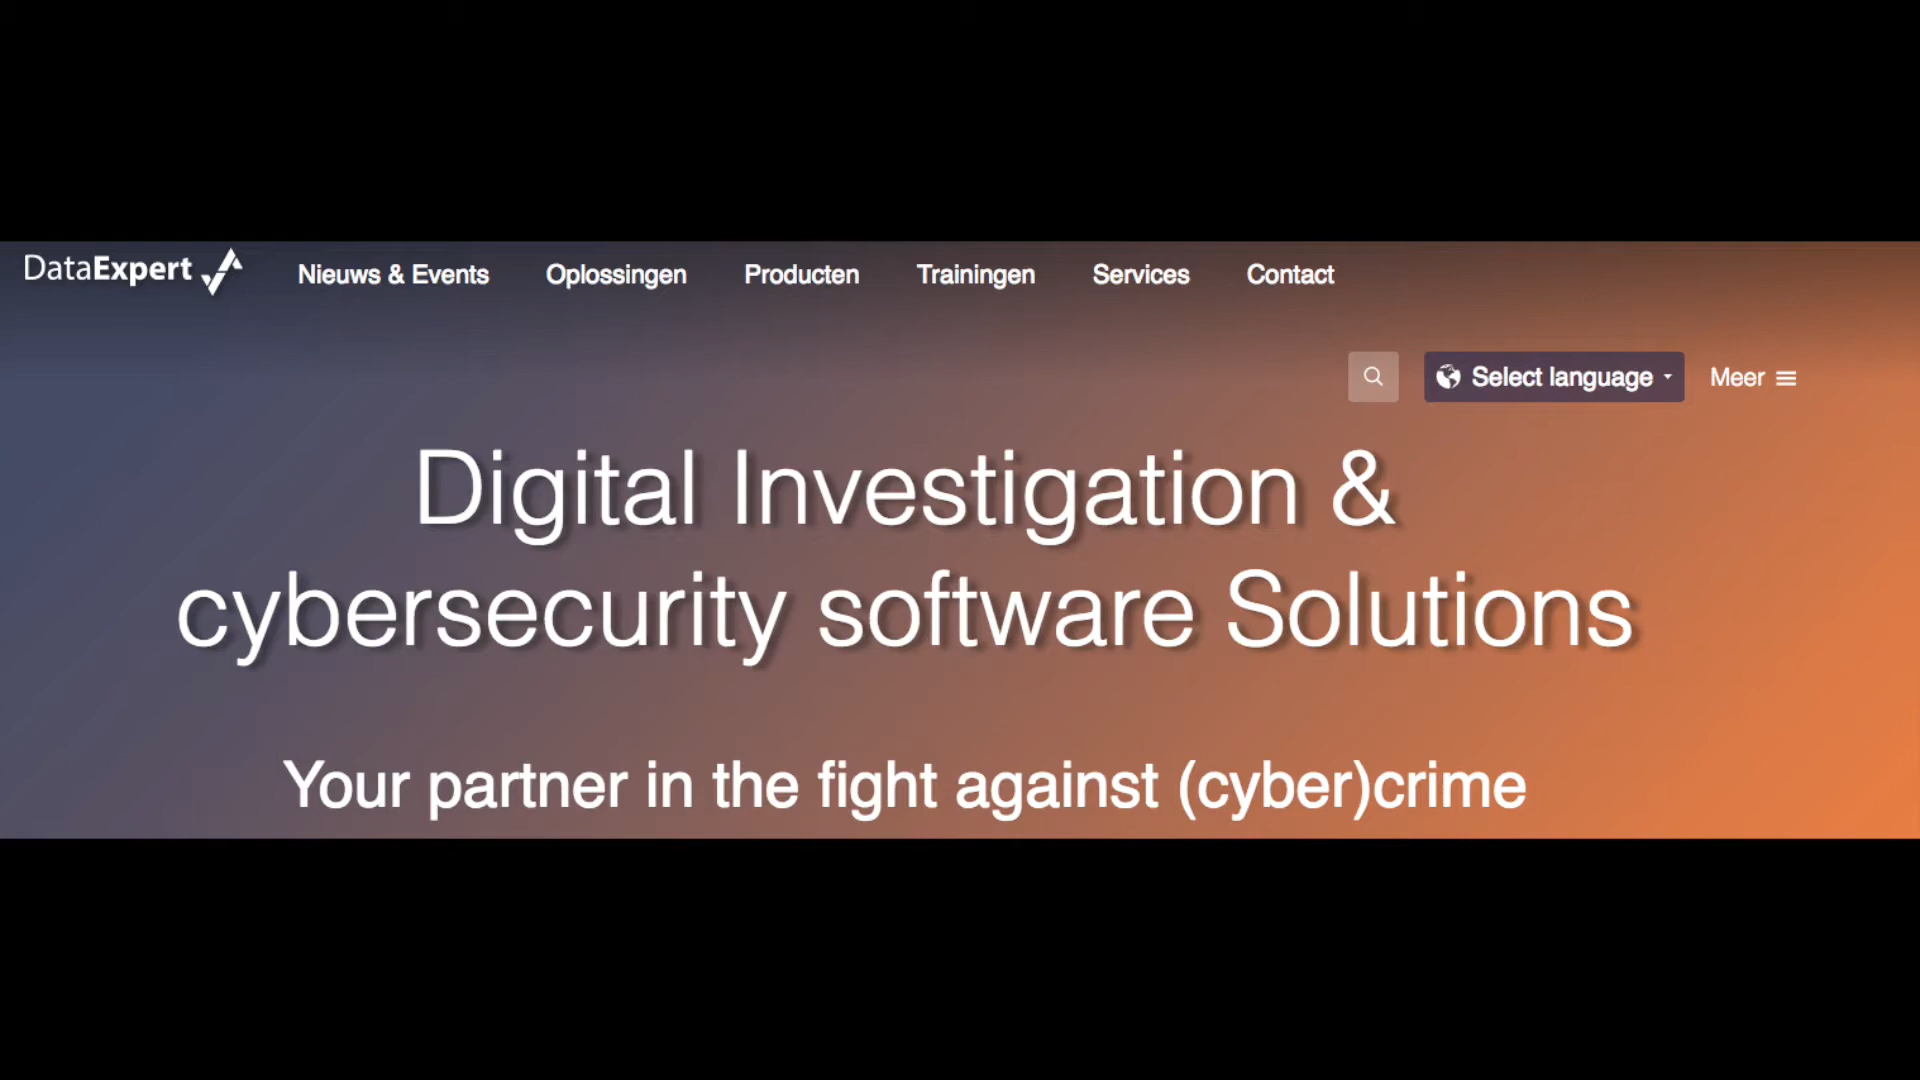 DataExpert
Nieuws & Events Oplossingen Producten Trainingen Services Contact
Select language Meer
Digital Investigation &
cybersecurity software Solutions
Your partner in the fight against (cyber)crime